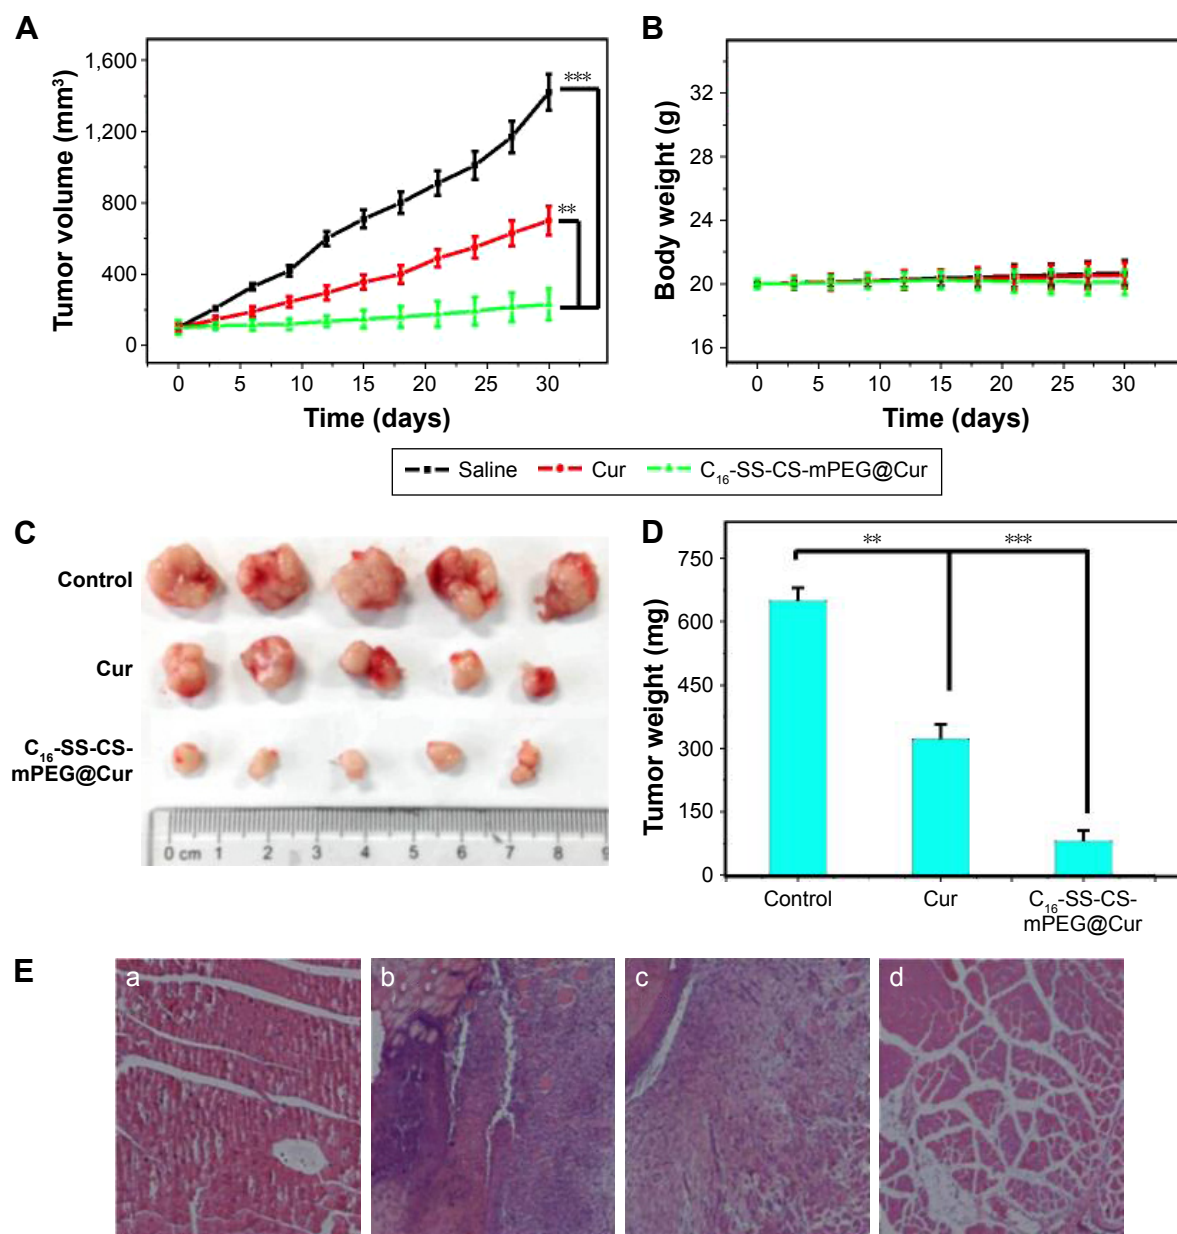 A
Tumor volume (mm³)
1,600
1,200
800
400
0
***
**
0 5 10 15 20 25 30
Time (days)
B
Body weight (g)
32
28
24
20
16
0 5 10 15 20 25 30
Time (days)
Saline Cur C₁₆-SS-CS-mPEG@Cur
C
Control
Cur
C₁₆-SS-CS-
mPEG@Cur
0 cm 1 2 3 4 5 6 7 8 9
D
Tumor weight (mg)
750
600
450
300
150
0
** ***
Control Cur C₁₆-SS-CS-
mPEG@Cur
E
a b c d